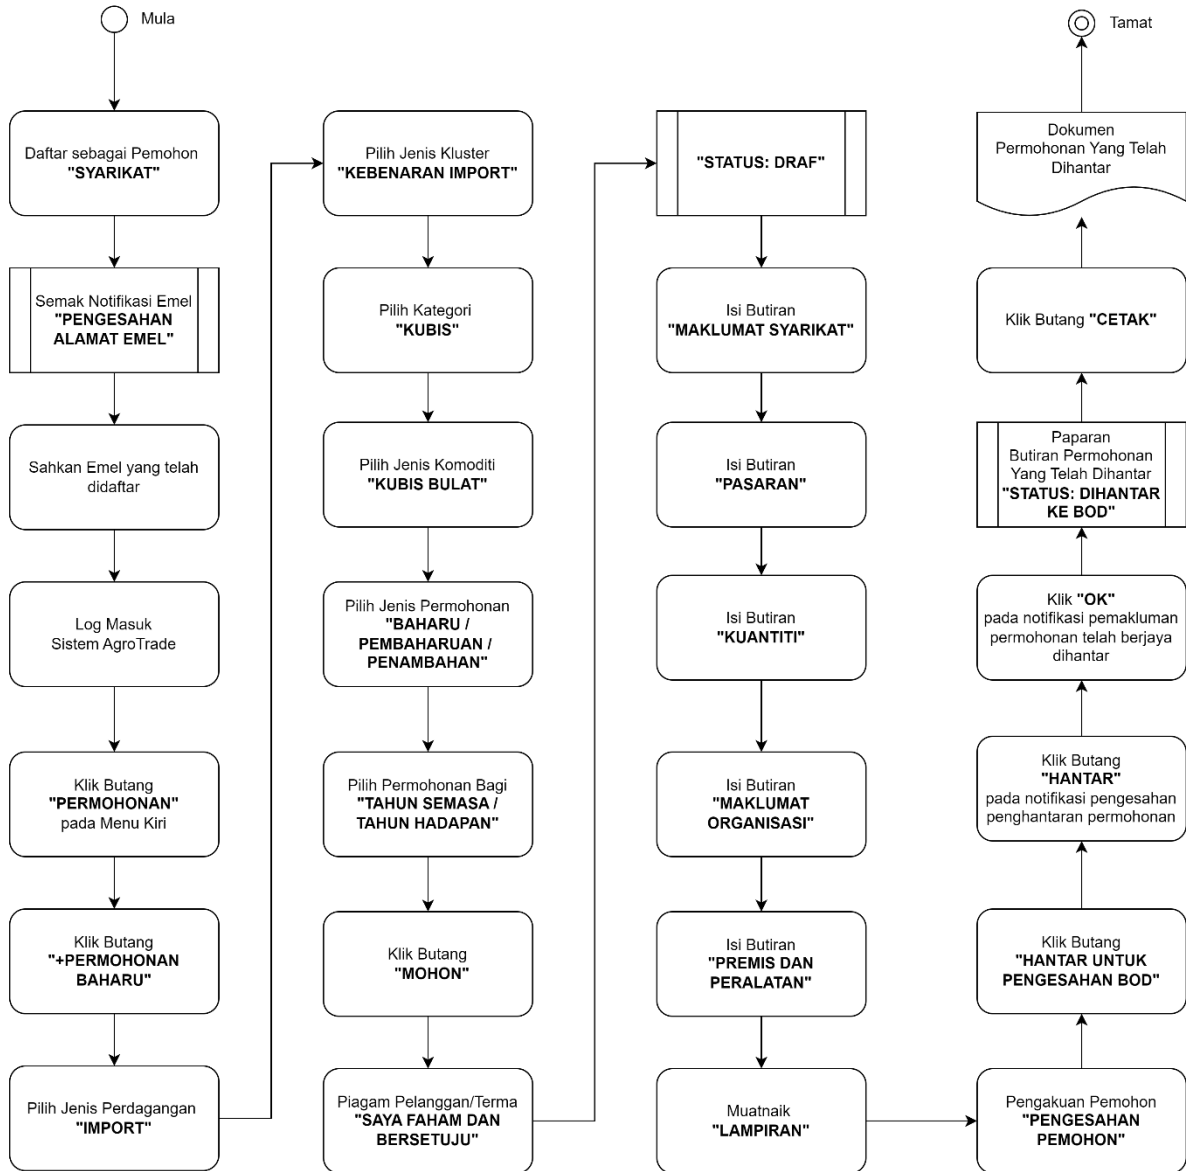 Mula
Daftar sebagai Pemohon
"SYARIKAT"
Semak Notifikasi Emel
"PENGESAHAN
ALAMAT EMEL"
Sahkan Emel yang telah
didaftar
Log Masuk
Sistem AgroTrade
Klik Butang
"PERMOHONAN"
pada Menu Kiri
Klik Butang
"+PERMOHONAN
BAHARU"
Pilih Jenis Perdagangan
"IMPORT"
Pilih Jenis Kluster
"KEBENARAN IMPORT"
Pilih Kategori
"KUBIS"
Pilih Jenis Komoditi
"KUBIS BULAT"
Pilih Jenis Permohonan
"BAHARU /
PEMBAHARUAN /
PENAMBAHAN"
Pilih Permohonan Bagi
"TAHUN SEMASA /
TAHUN HADAPAN"
Klik Butang
"MOHON"
Piagam Pelanggan/Terma
"SAYA FAHAM DAN
BERSETUJU"
"STATUS: DRAF"
Isi Butiran
"MAKLUMAT SYARIKAT"
Isi Butiran
"PASARAN"
Isi Butiran
"KUANTITI"
Isi Butiran
"MAKLUMAT
ORGANISASI"
Isi Butiran
"PREMIS DAN
PERALATAN"
Muatnaik
"LAMPIRAN"
Pengakuan Pemohon
"PENGESAHAN
PEMOHON"
Klik Butang
"HANTAR UNTUK
PENGESAHAN BOD"
Klik Butang
"HANTAR"
pada notifikasi pengesahan
penghantaran permohonan
Klik "OK"
pada notifikasi pemakluman
permohonan telah berjaya
dihantar
Paparan
Butiran Permohonan
Yang Telah Dihantar
"STATUS: DIHANTAR
KE BOD"
Klik Butang "CETAK"
Dokumen
Permohonan Yang Telah
Dihantar
Tamat